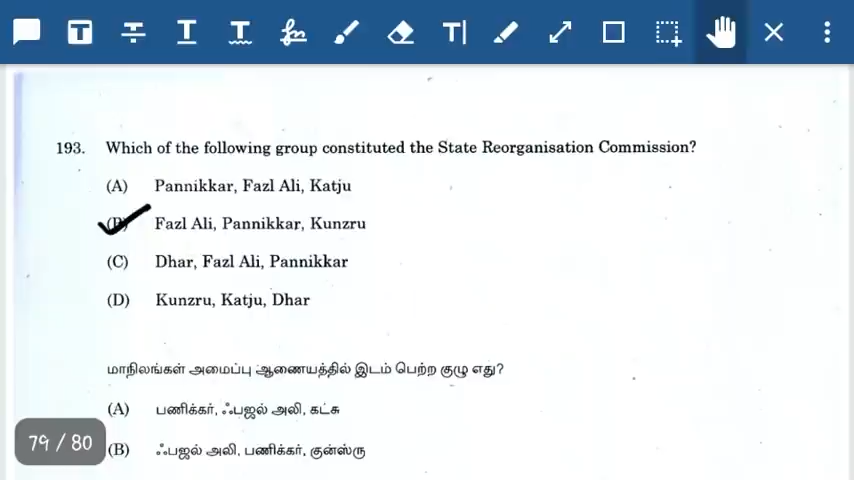 193. Which of the following group constituted the State Reorganisation Commission?
(A) Pannikkar, Fazl Ali, Katju
(B) Fazl Ali, Pannikkar, Kunzru
(C) Dhar, Fazl Ali, Pannikkar
(D) Kunzru, Katju, Dhar
மாநிலங்கள் அமைப்பு ஆணையத்தில் இடம் பெற்ற குழு எது?
(A) பணிக்கர், ஃபஜல் அலி, கட்சு
79 / 80
(B) ஃபஜல் அலி, பணிக்கர், குன்ஸ்ரு